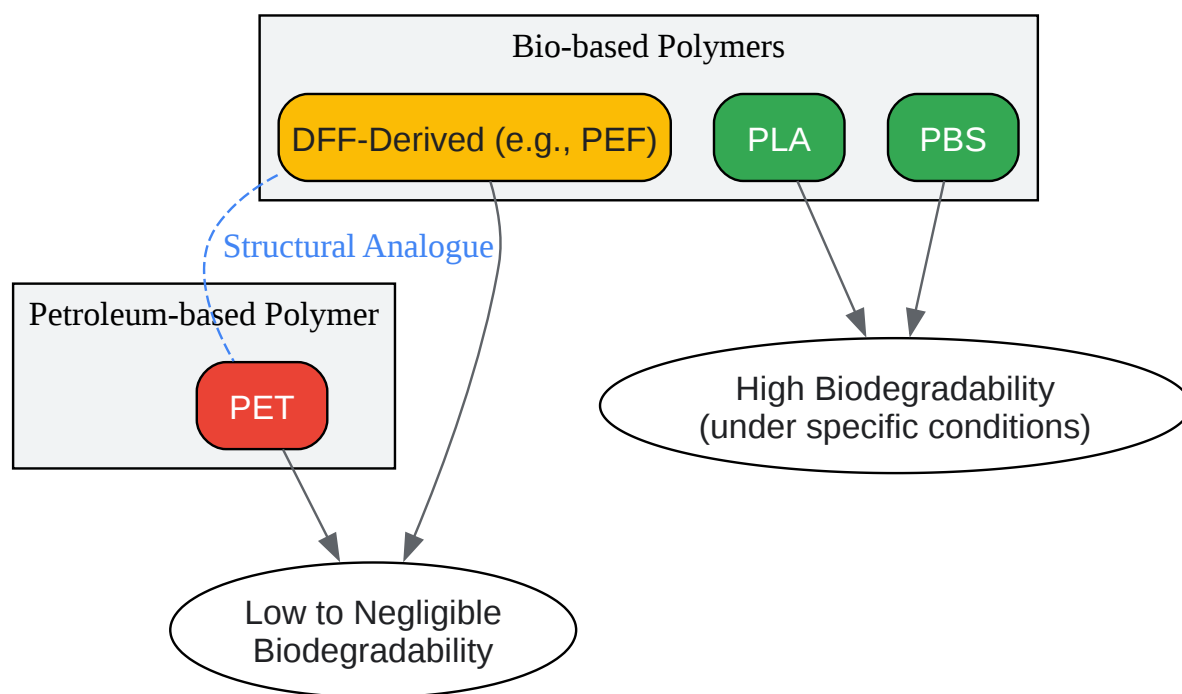 Bio-based Polymers
DFF-Derived (e.g., PEF)
PLA
PBS
Structural Analogue
Petroleum-based Polymer
PET
High Biodegradability
(under specific conditions)
Low to Negligible
Biodegradability